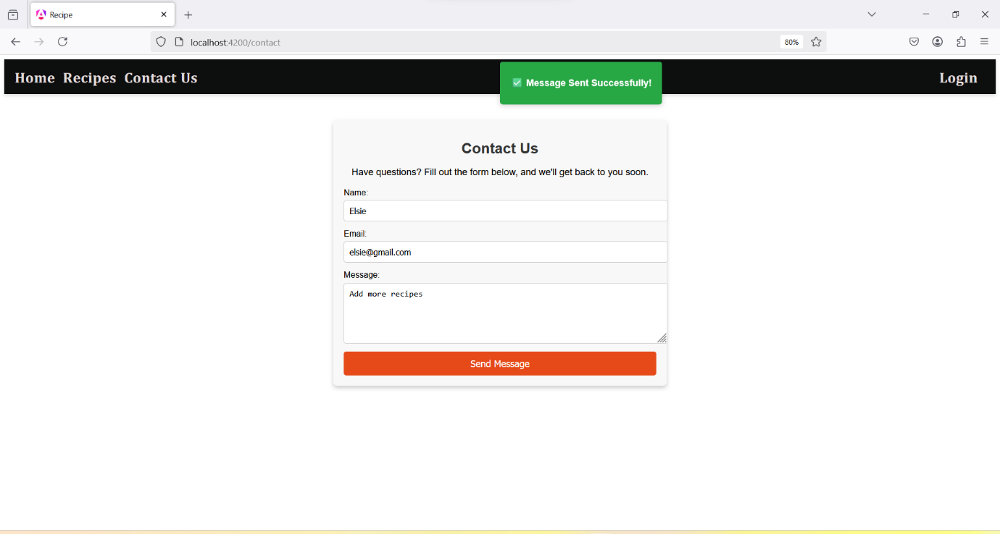 Recipe
localhost:4200/contact
80%
Home Recipes Contact Us
✅ Message Sent Successfully!
Login
Contact Us
Have questions? Fill out the form below, and we'll get back to you soon.
Name:
Elsie
Email:
elsie@gmail.com
Message:
Add more recipes
Send Message